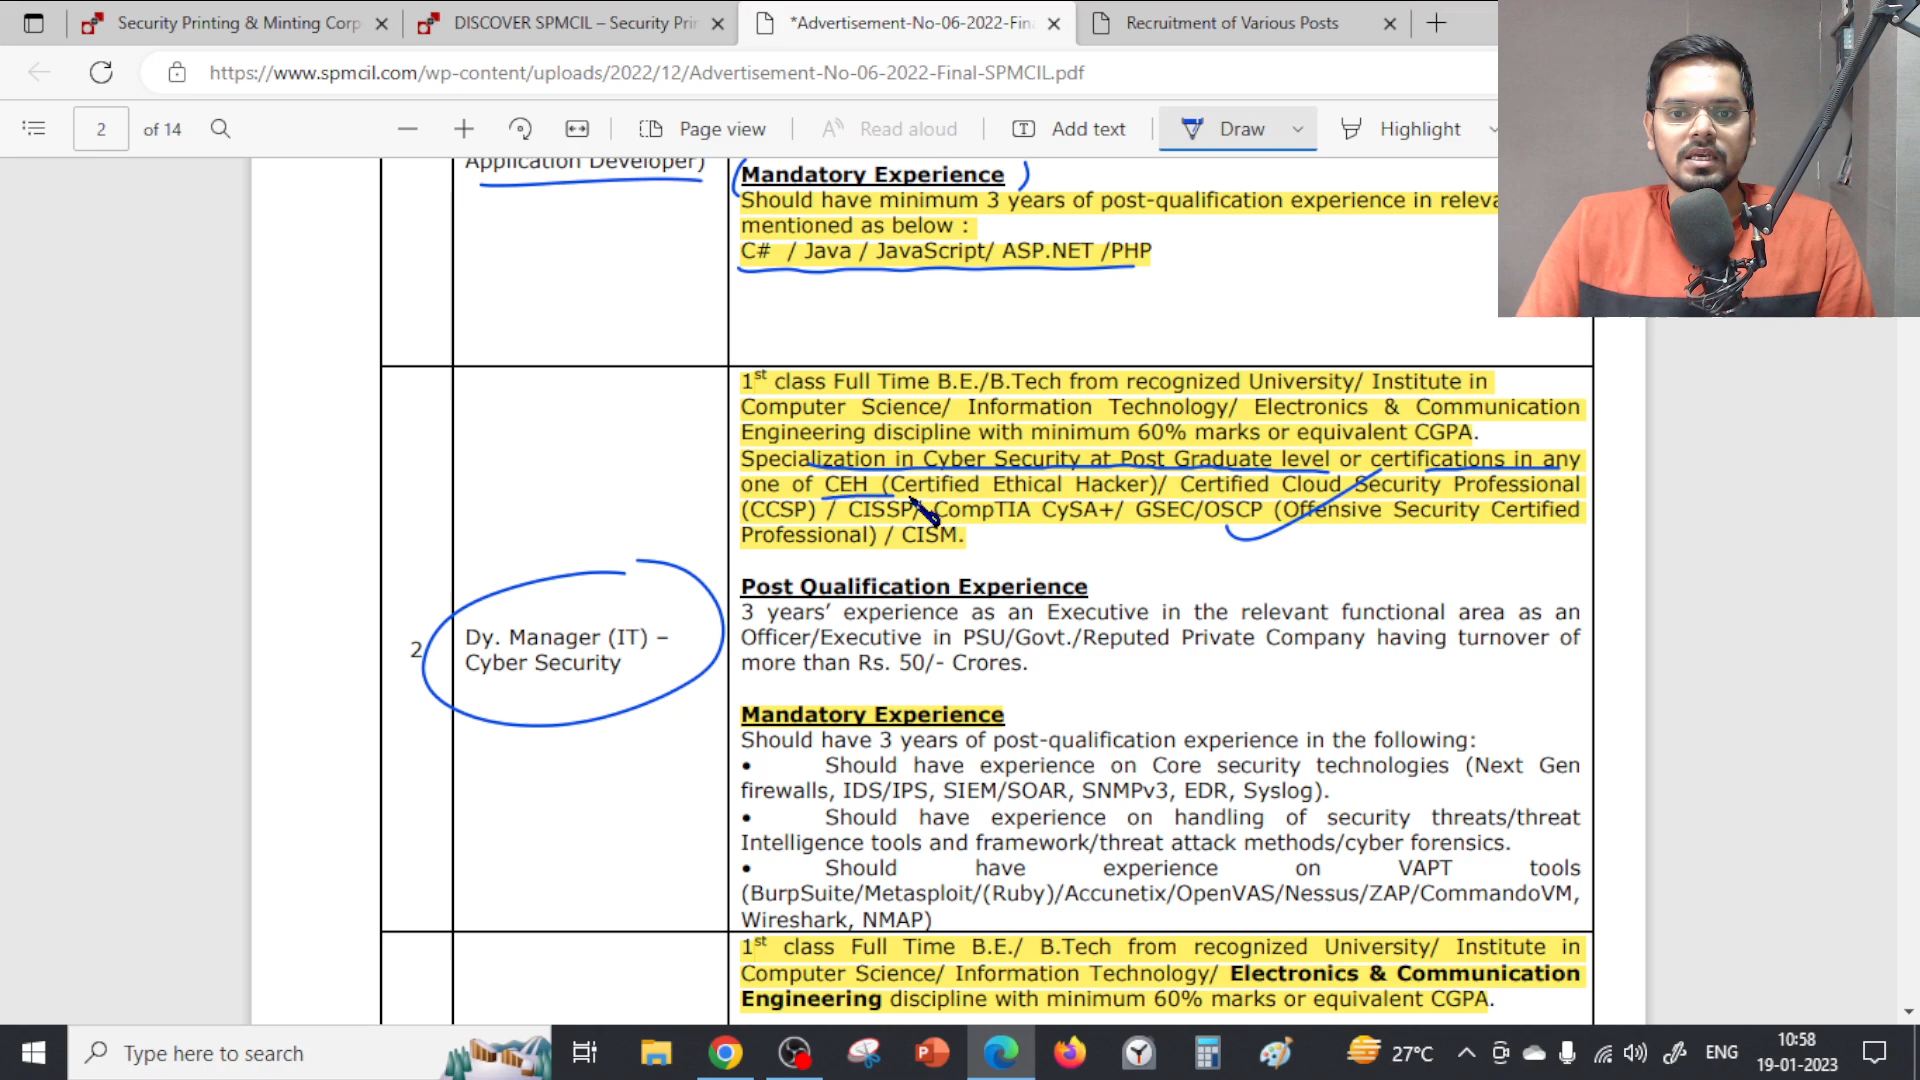 Security Printing & Minting Corp
DISCOVER SPMCIL – Security Prin
*Advertisement-No-06-2022-Fin
Recruitment of Various Posts
https://www.spmcil.com/wp-content/uploads/2022/12/Advertisement-No-06-2022-Final-SPMCIL.pdf
2 of 14
Page view
Read aloud
Add text
Draw
Highlight
Application Developer)
Mandatory Experience
Should have minimum 3 years of post-qualification experience in releva
mentioned as below :
C# / Java / JavaScript/ ASP.NET /PHP
1st class Full Time B.E./B.Tech from recognized University/ Institute in
Computer Science/ Information Technology/ Electronics & Communication
Engineering discipline with minimum 60% marks or equivalent CGPA.
Specialization in Cyber Security at Post Graduate level or certifications in any
one of CEH (Certified Ethical Hacker)/ Certified Cloud Security Professional
(CCSP) / CISSP/ CompTIA CySA+/ GSEC/OSCP (Offensive Security Certified
Professional) / CISM.
Post Qualification Experience
3 years’ experience as an Executive in the relevant functional area as an
Officer/Executive in PSU/Govt./Reputed Private Company having turnover of
more than Rs. 50/- Crores.
2
Dy. Manager (IT) –
Cyber Security
Mandatory Experience
Should have 3 years of post-qualification experience in the following:
• Should have experience on Core security technologies (Next Gen
firewalls, IDS/IPS, SIEM/SOAR, SNMPv3, EDR, Syslog).
• Should have experience on handling of security threats/threat
Intelligence tools and framework/threat attack methods/cyber forensics.
• Should have experience on VAPT tools
(BurpSuite/Metasploit/(Ruby)/Accunetix/OpenVAS/Nessus/ZAP/CommandoVM,
Wireshark, NMAP)
1st class Full Time B.E./ B.Tech from recognized University/ Institute in
Computer Science/ Information Technology/ Electronics & Communication
Engineering discipline with minimum 60% marks or equivalent CGPA.
Type here to search
27°C
ENG
10:58
19-01-2023